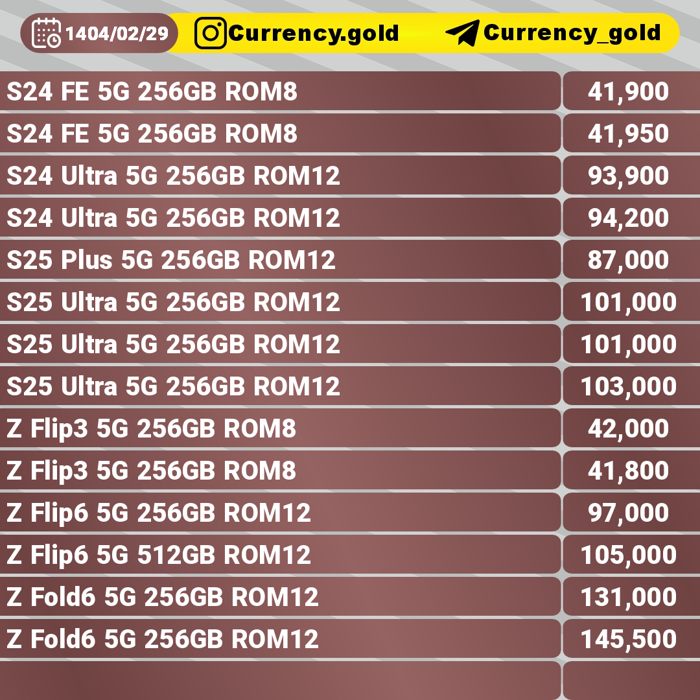 1404/02/29 Currency.gold Currency_gold
S24 FE 5G 256GB ROM8 41,900
S24 FE 5G 256GB ROM8 41,950
S24 Ultra 5G 256GB ROM12 93,900
S24 Ultra 5G 256GB ROM12 94,200
S25 Plus 5G 256GB ROM12 87,000
S25 Ultra 5G 256GB ROM12 101,000
S25 Ultra 5G 256GB ROM12 101,000
S25 Ultra 5G 256GB ROM12 103,000
Z Flip3 5G 256GB ROM8 42,000
Z Flip3 5G 256GB ROM8 41,800
Z Flip6 5G 256GB ROM12 97,000
Z Flip6 5G 512GB ROM12 105,000
Z Fold6 5G 256GB ROM12 131,000
Z Fold6 5G 256GB ROM12 145,500